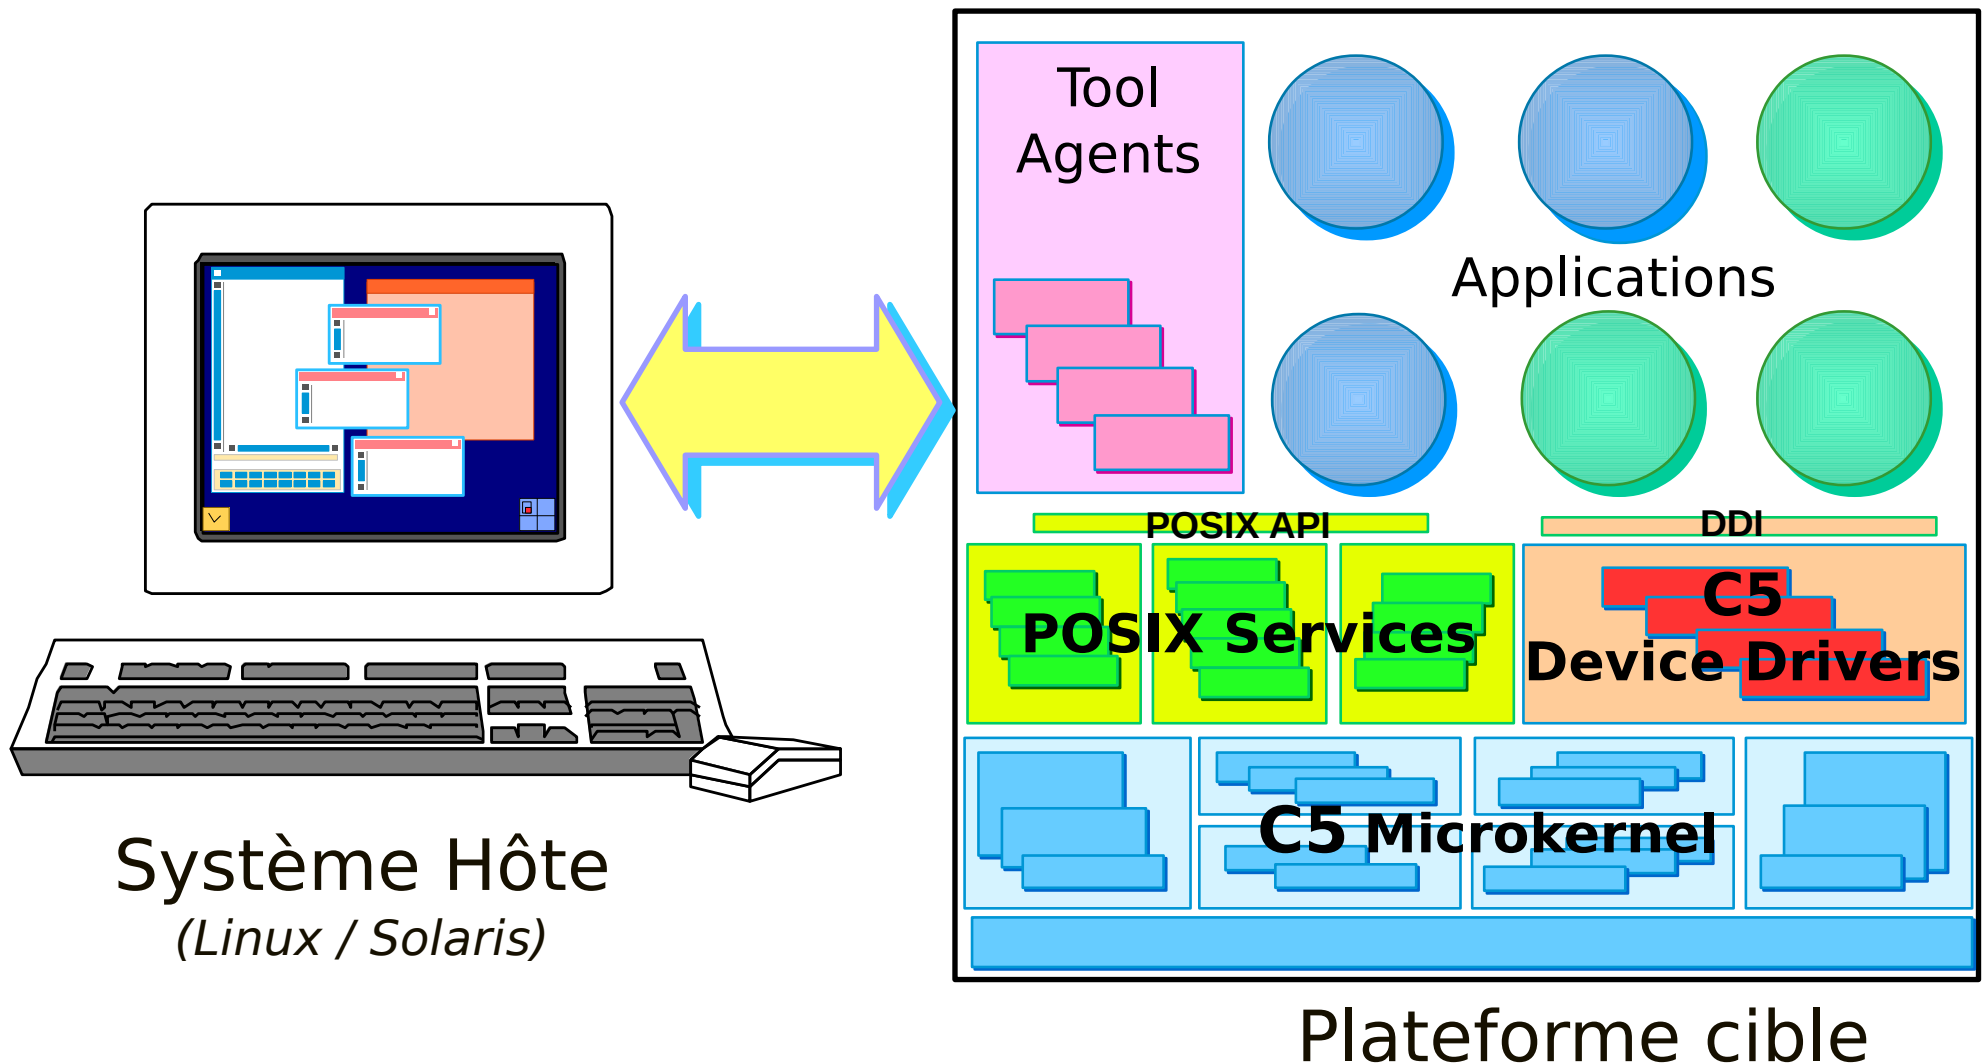 Tool
Agents
Applications
POSIX API
DDI
POSIX Services
C5
Device Drivers
C5 Microkernel
Système Hôte
(Linux / Solaris)
Plateforme cible